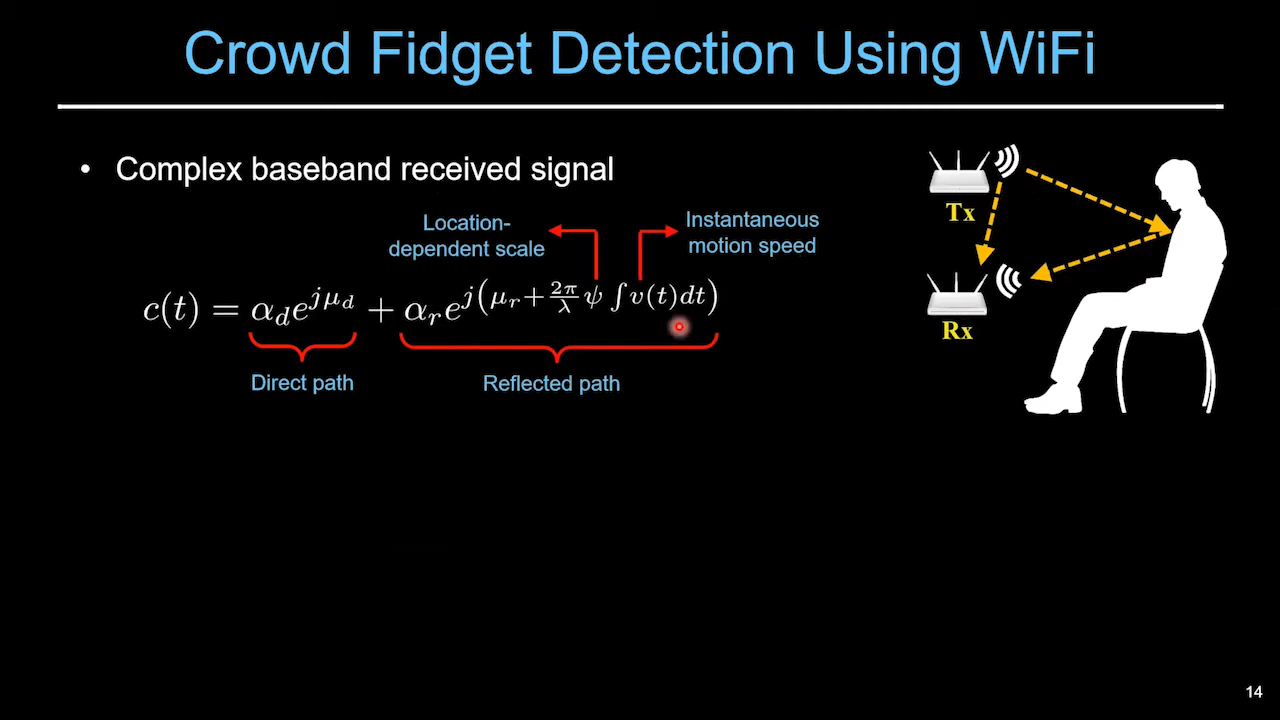 Crowd Fidget Detection Using WiFi
• Complex baseband received signal
Location-
dependent scale
Instantaneous
motion speed
c(t) = α_d e^{jμ_d} + α_r e^{j(μ_r + \frac{2π}{λ} ψ ∫ v(t)dt)}
Direct path
Reflected path
Tx
Rx
14